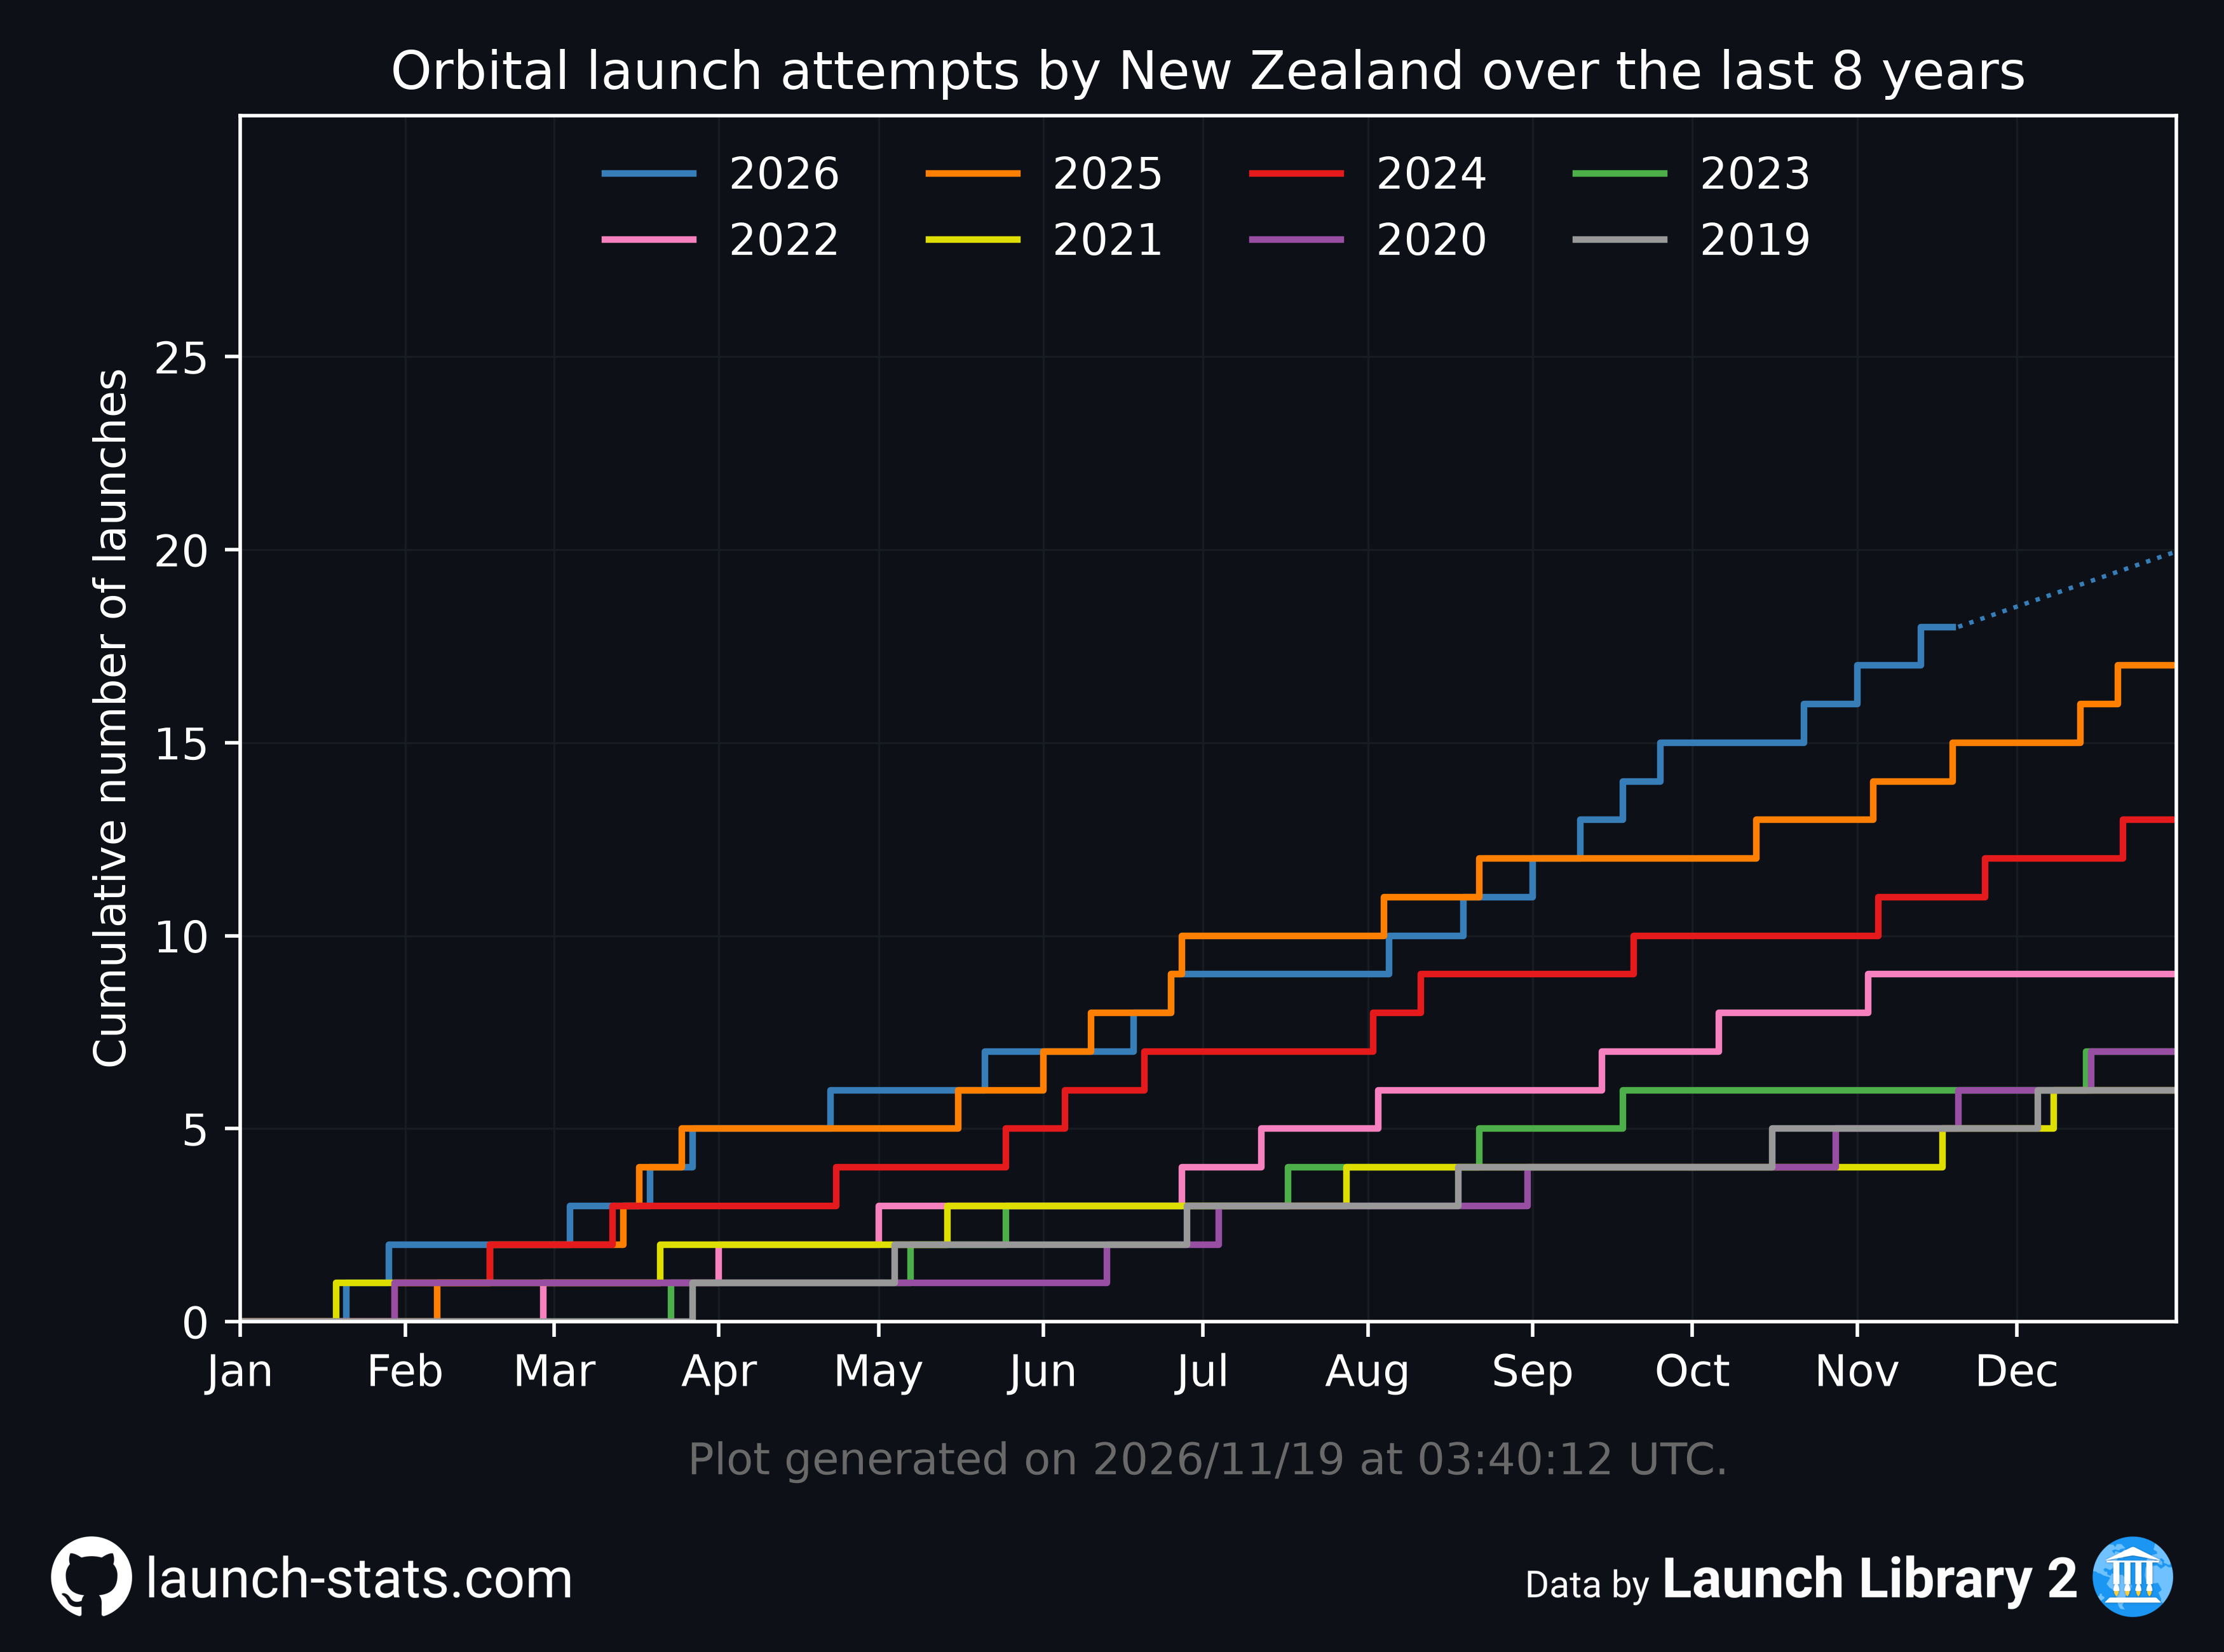 Orbital launch attempts by New Zealand over the last 8 years
2026 2025 2024 2023
2022 2021 2020 2019
Cumulative number of launches
25
20
15
10
5
0
Jan Feb Mar Apr May Jun Jul Aug Sep Oct Nov Dec
Plot generated on 2026/11/19 at 03:40:12 UTC.
launch-stats.com
Data by Launch Library 2